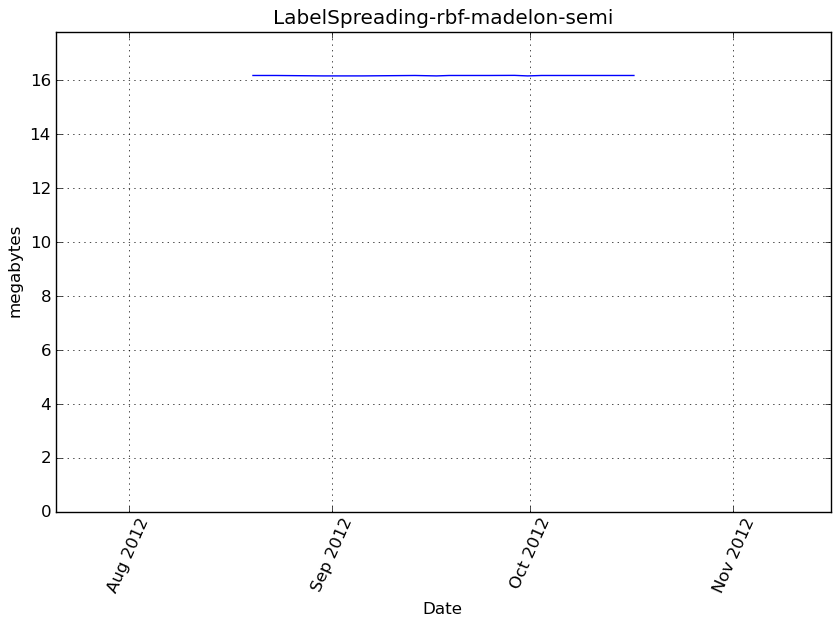 LabelSpreading-rbf-madelon-semi
megabytes
16
14
12
10
8
6
4
2
0
Aug 2012
Sep 2012
Oct 2012
Nov 2012
Date